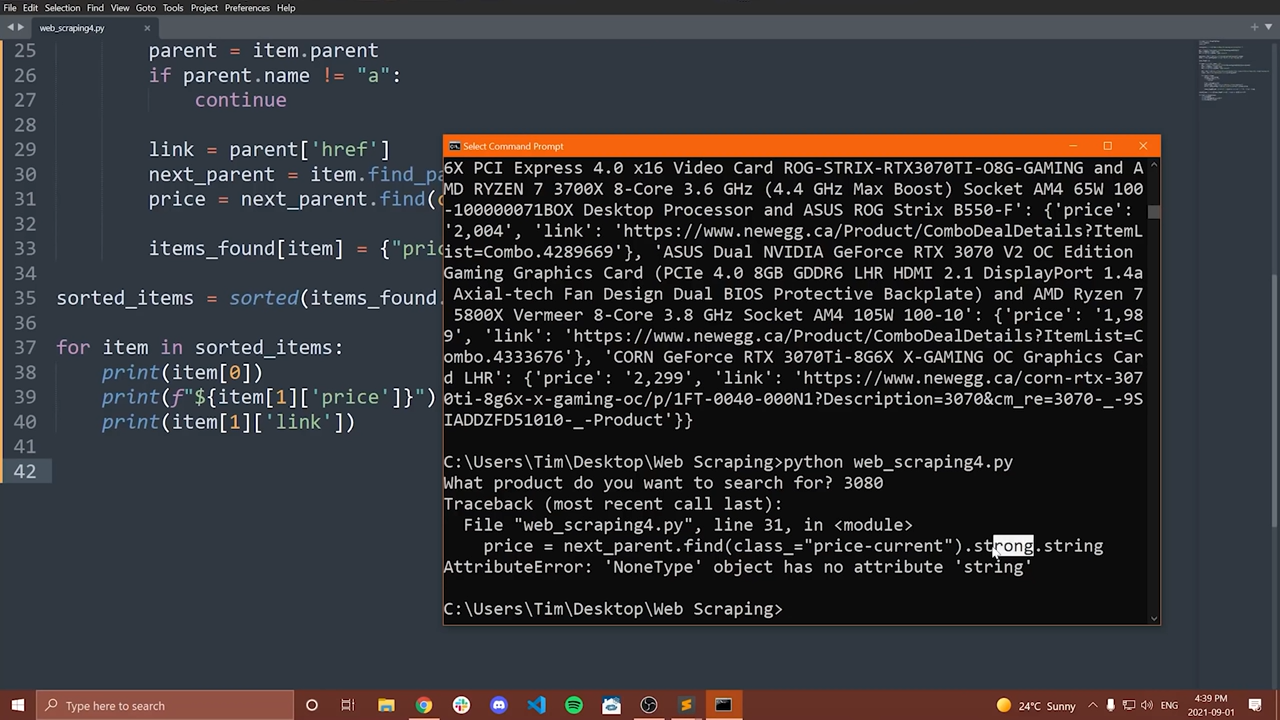 File Edit Selection Find View Goto Tools Project Preferences Help
web_scraping4.py
25 parent = item.parent
26 if parent.name != "a":
27 continue
28
29 link = parent['href']
30 next_parent = item.find_pa
31 price = next_parent.find(
32
33 items_found[item] = {"pric
34
35 sorted_items = sorted(items_found.
36
37 for item in sorted_items:
38 print(item[0])
39 print(f"${item[1]['price']}")
40 print(item[1]['link'])
41
42
Select Command Prompt
6X PCI Express 4.0 x16 Video Card ROG-STRIX-RTX3070TI-O8G-GAMING and A
MD RYZEN 7 3700X 8-Core 3.6 GHz (4.4 GHz Max Boost) Socket AM4 65W 100
-100000071BOX Desktop Processor and ASUS ROG Strix B550-F': {'price':
'2,004', 'link': 'https://www.newegg.ca/Product/ComboDealDetails?ItemL
ist=Combo.4289669'}, 'ASUS Dual NVIDIA GeForce RTX 3070 V2 OC Edition
Gaming Graphics Card (PCIe 4.0 8GB GDDR6 LHR HDMI 2.1 DisplayPort 1.4a
Axial-tech Fan Design Dual BIOS Protective Backplate) and AMD Ryzen 7
5800X Vermeer 8-Core 3.8 GHz Socket AM4 105W 100-10': {'price': '1,98
9', 'link': 'https://www.newegg.ca/Product/ComboDealDetails?ItemList=C
ombo.4333676'}, 'CORN GeForce RTX 3070Ti-8G6X X-GAMING OC Graphics Car
d LHR': {'price': '2,299', 'link': 'https://www.newegg.ca/corn-rtx-307
0ti-8g6x-x-gaming-oc/p/1FT-0040-000N1?Description=3070&cm_re=3070-_-9S
IADDZFD51010-_-Product'}}
C:\Users\Tim\Desktop\Web Scraping>python web_scraping4.py
What product do you want to search for? 3080
Traceback (most recent call last):
File "web_scraping4.py", line 31, in <module>
price = next_parent.find(class_="price-current").strong.string
AttributeError: 'NoneType' object has no attribute 'string'
C:\Users\Tim\Desktop\Web Scraping>
Type here to search
24°C Sunny
4:39 PM
2021-09-01